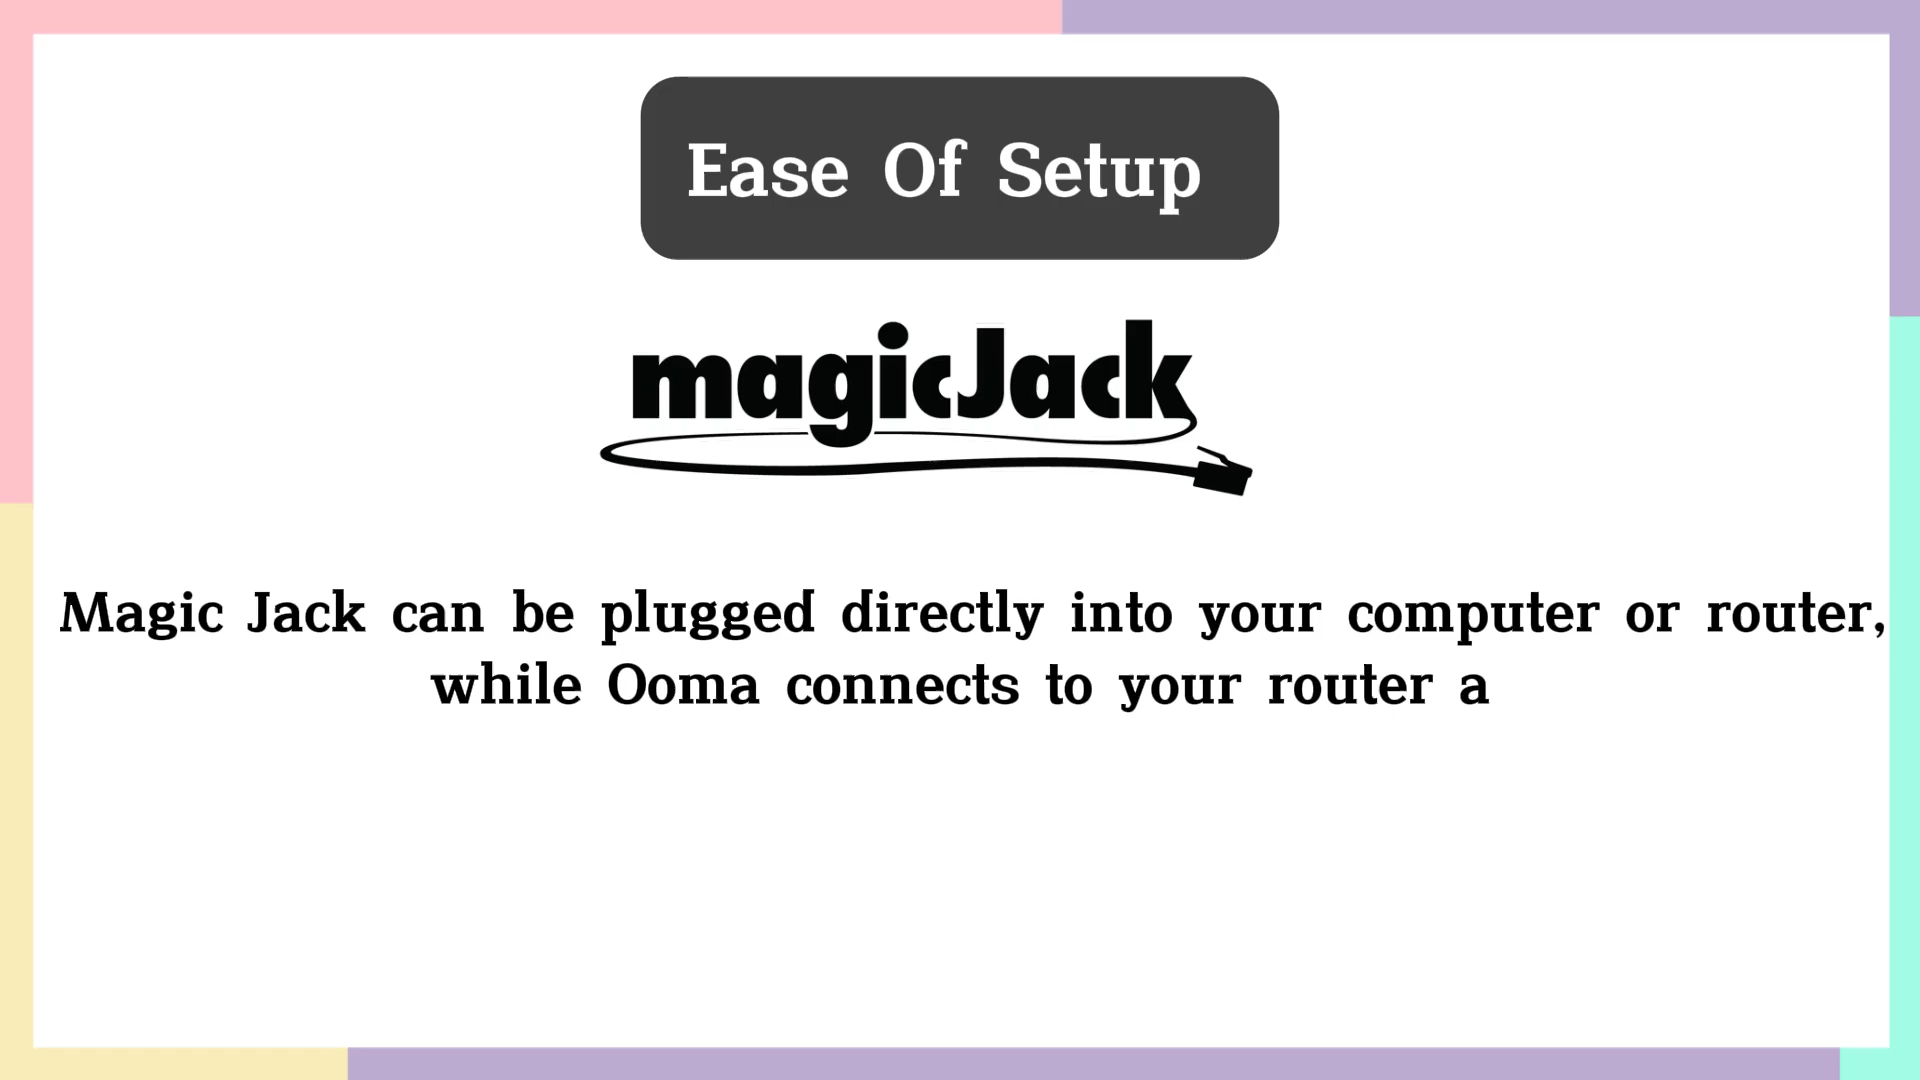 Ease Of Setup
magicJack
Magic Jack can be plugged directly into your computer or router,
while Ooma connects to your router a